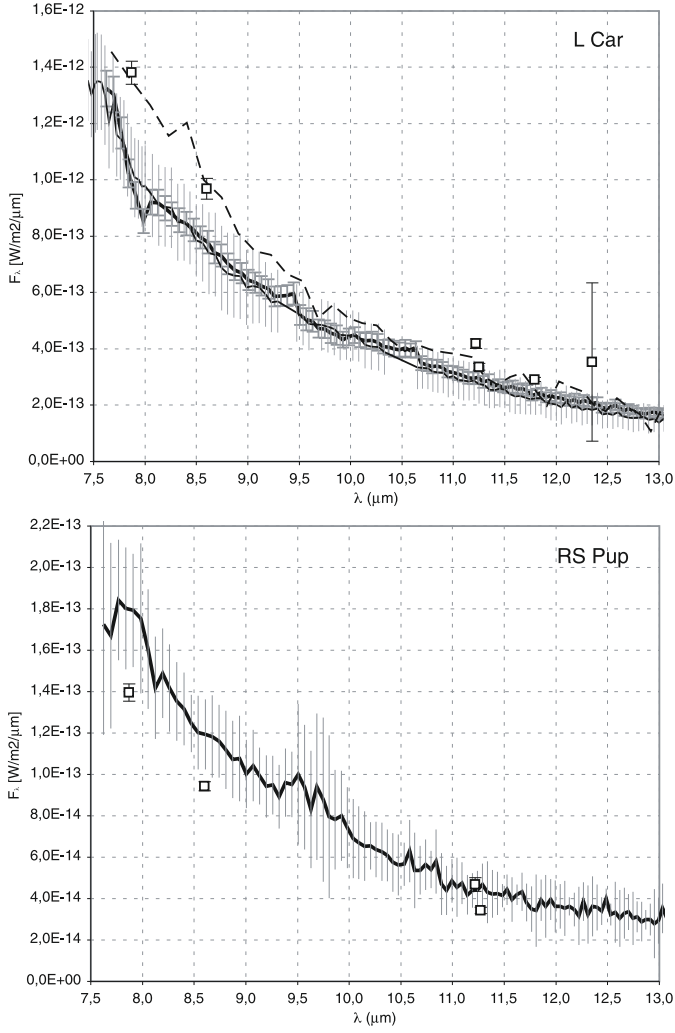 1,6E-12
L Car
1,4E-12
1,2E-12
1,0E-12
8,0E-13
6,0E-13
4,0E-13
2,0E-13
0,0E+00
Fλ [W/m2/μm]
7,5 8,0 8,5 9,0 9,5 10,0 10,5 11,0 11,5 12,0 12,5 13,0
λ (μm)
2,2E-13
RS Pup
2,0E-13
1,8E-13
1,6E-13
1,4E-13
1,2E-13
1,0E-13
8,0E-14
6,0E-14
4,0E-14
2,0E-14
0,0E+00
Fλ [W/m2/μm]
7,5 8,0 8,5 9,0 9,5 10,0 10,5 11,0 11,5 12,0 12,5 13,0
λ (μm)